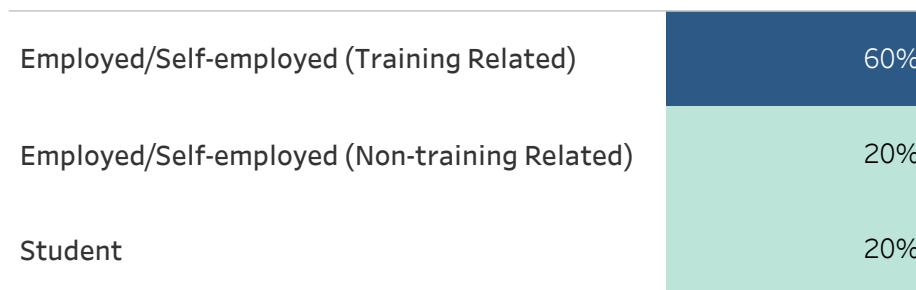 Employed/Self-employed (Training Related) 60%
Employed/Self-employed (Non-training Related) 20%
Student 20%